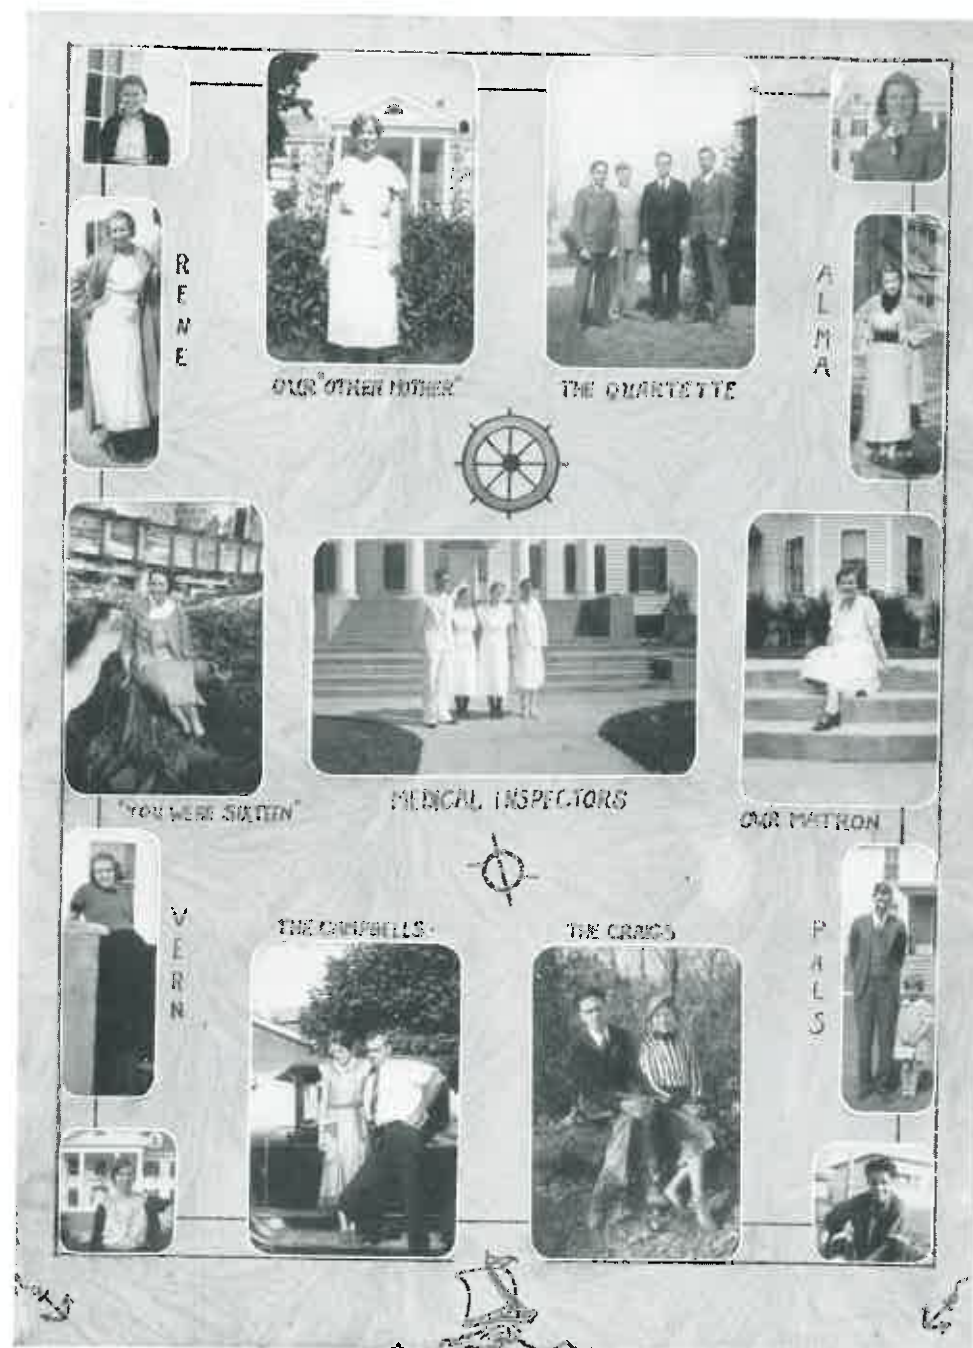 RENE
OUR "OTHER MOTHER"
THE QUARTETTE
ALMA
"YOU WERE SIXTEEN"
MEDICAL INSPECTORS
OUR MATRON
VERN
THE CAMPBELLS
THE CRAIGS
PALS